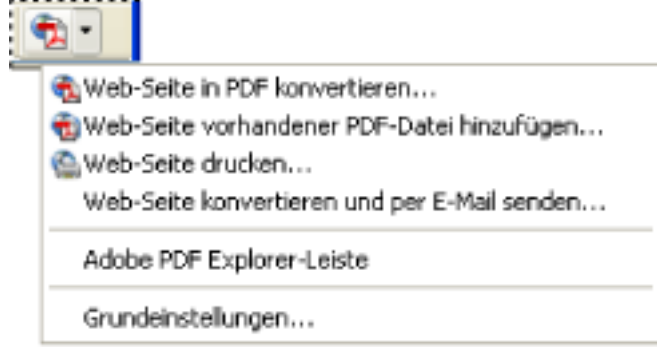 Web-Seite in PDF konvertieren...
Web-Seite vorhandener PDF-Datei hinzufügen...
Web-Seite drucken...
Web-Seite konvertieren und per E-Mail senden...
Adobe PDF Explorer-Leiste
Grundeinstellungen...